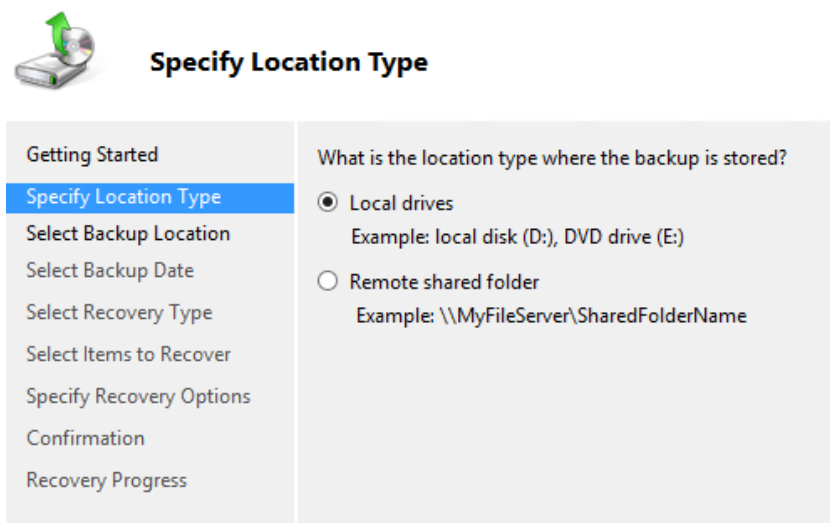 Specify Location Type
Getting Started
Specify Location Type
Select Backup Location
Select Backup Date
Select Recovery Type
Select Items to Recover
Specify Recovery Options
Confirmation
Recovery Progress
What is the location type where the backup is stored?
Local drives
Example: local disk (D:), DVD drive (E:)
Remote shared folder
Example: \\MyFileServer\SharedFolderName